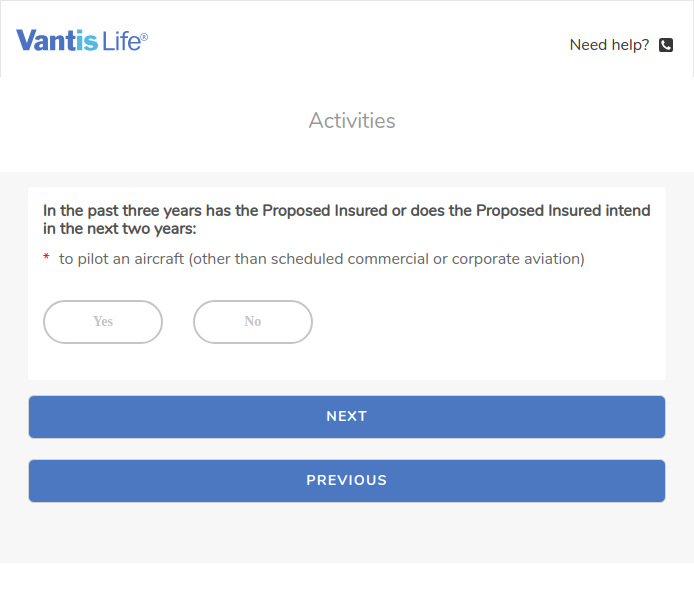 Vantis Life®
Need help?
Activities
In the past three years has the Proposed Insured or does the Proposed Insured intend
in the next two years:
* to pilot an aircraft (other than scheduled commercial or corporate aviation)
Yes No
NEXT
PREVIOUS